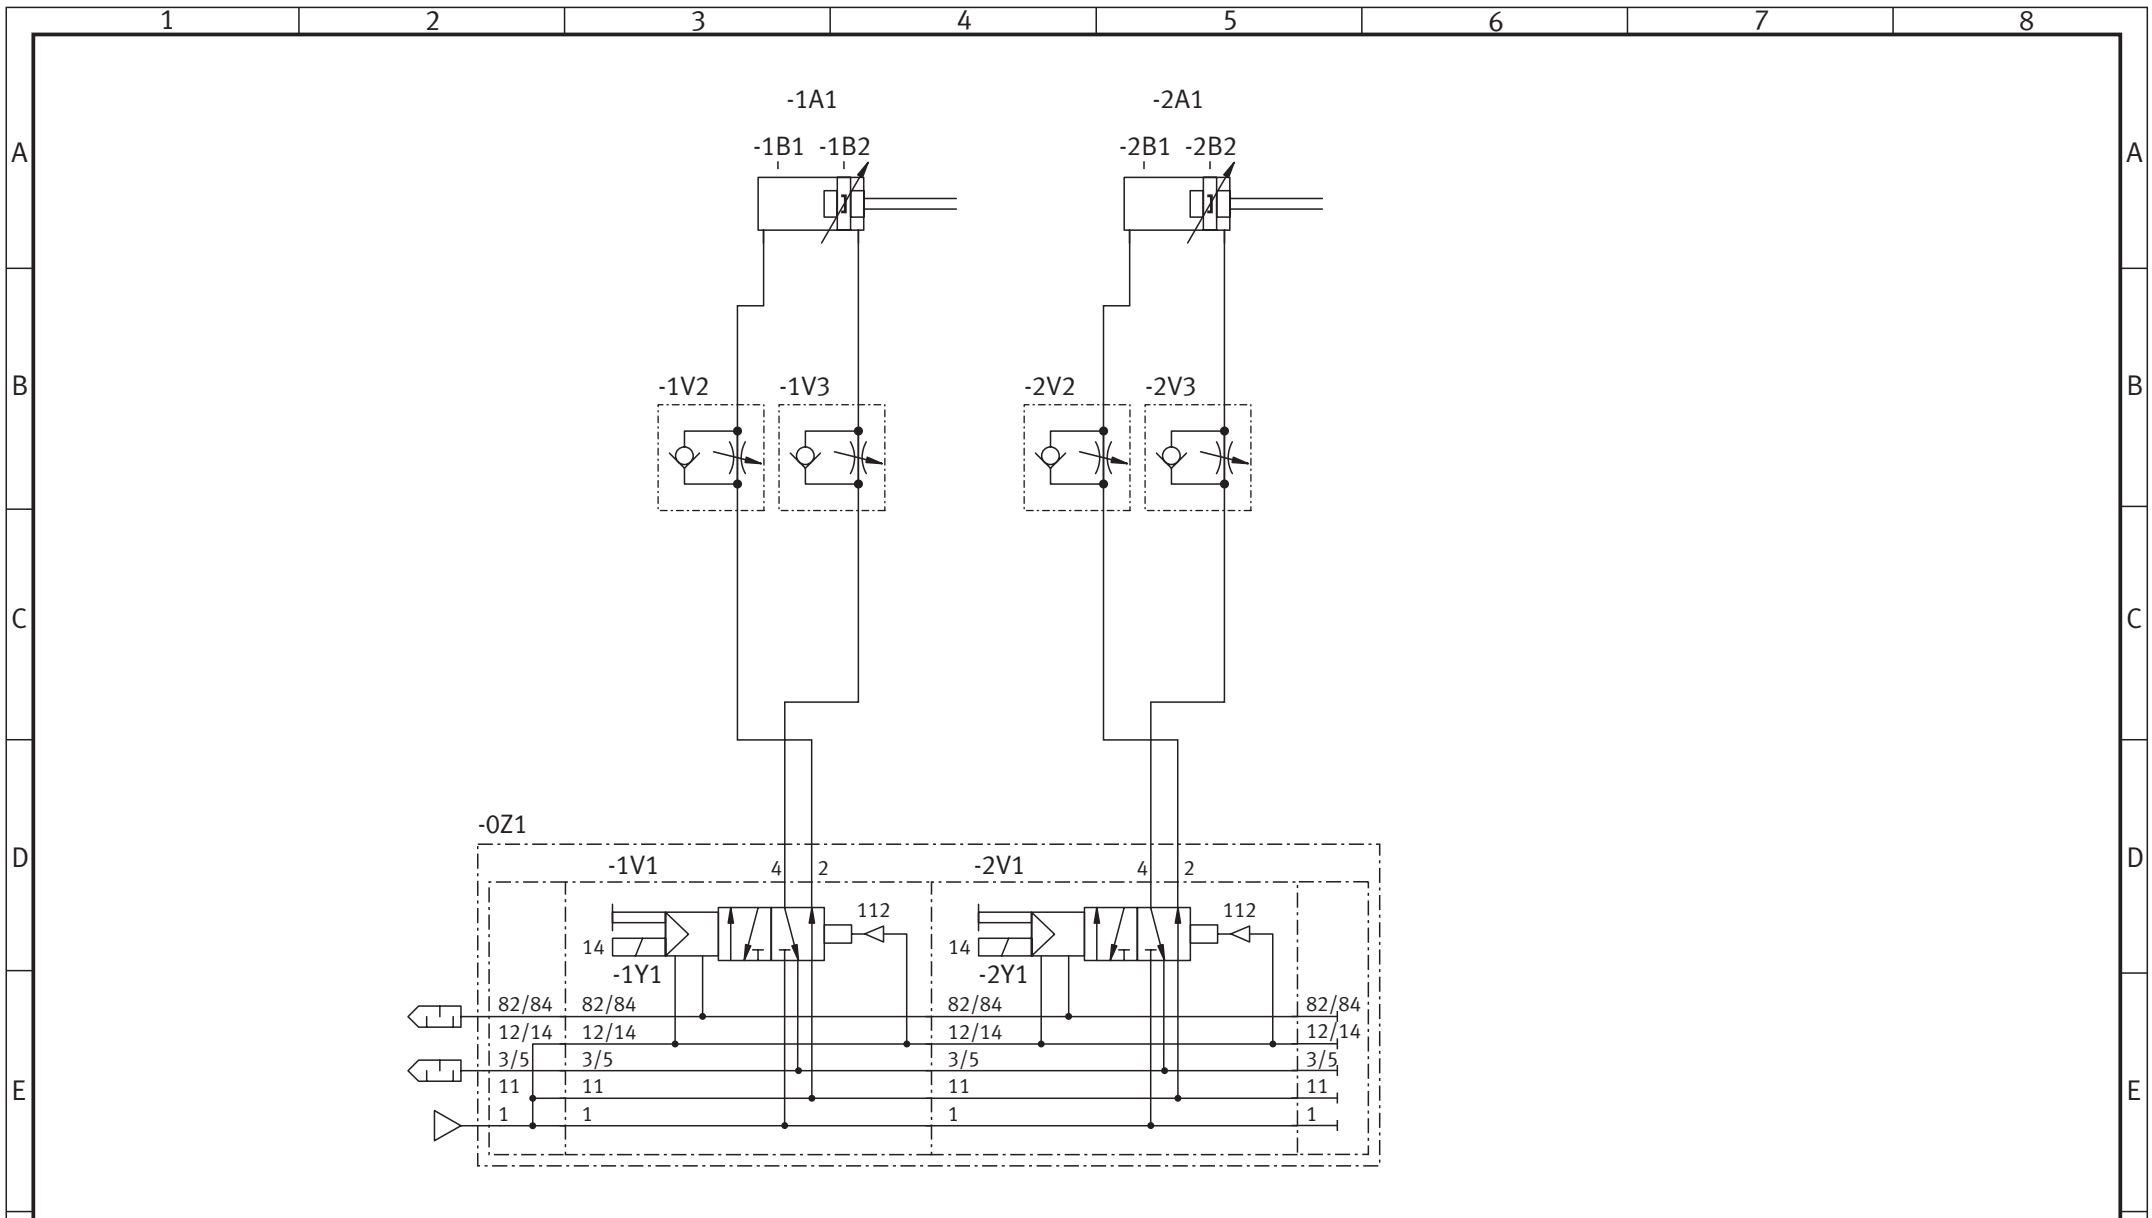 1 2 3 4 5 6 7 8
-1A1 -2A1
-1B1 -1B2 -2B1 -2B2
A A
B B
-1V2 -1V3 -2V2 -2V3
C C
-0Z1
D D
-1V1 4 2 -2V1 4 2
112 112
14 14
-1Y1 -2Y1
82/84 82/84 82/84 82/84
12/14 12/14 12/14 12/14
3/5 3/5 3/5 3/5
E E
11 11 11 11
1 1 1 1